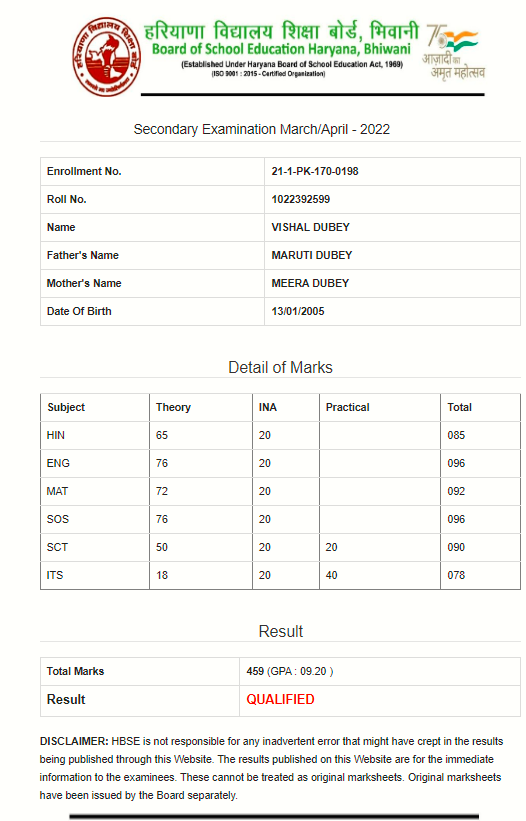 हरियाणा विद्यालय शिक्षा बोर्ड, भिवानी
Board of School Education Haryana, Bhiwani
(Established Under Haryana Board of School Education Act, 1969)
(ISO 9001 : 2015 - Certified Organization)
75
आज़ादी का
अमृत महोत्सव
Secondary Examination March/April - 2022
Enrollment No. 21-1-PK-170-0198
Roll No. 1022392599
Name VISHAL DUBEY
Father's Name MARUTI DUBEY
Mother's Name MEERA DUBEY
Date Of Birth 13/01/2005
Detail of Marks
Subject Theory INA Practical Total
HIN 65 20 085
ENG 76 20 096
MAT 72 20 092
SOS 76 20 096
SCT 50 20 20 090
ITS 18 20 40 078
Result
Total Marks 459 (GPA : 09.20 )
Result QUALIFIED
DISCLAIMER: HBSE is not responsible for any inadvertent error that might have crept in the results
being published through this Website. The results published on this Website are for the immediate
information to the examinees. These cannot be treated as original marksheets. Original marksheets
have been issued by the Board separately.